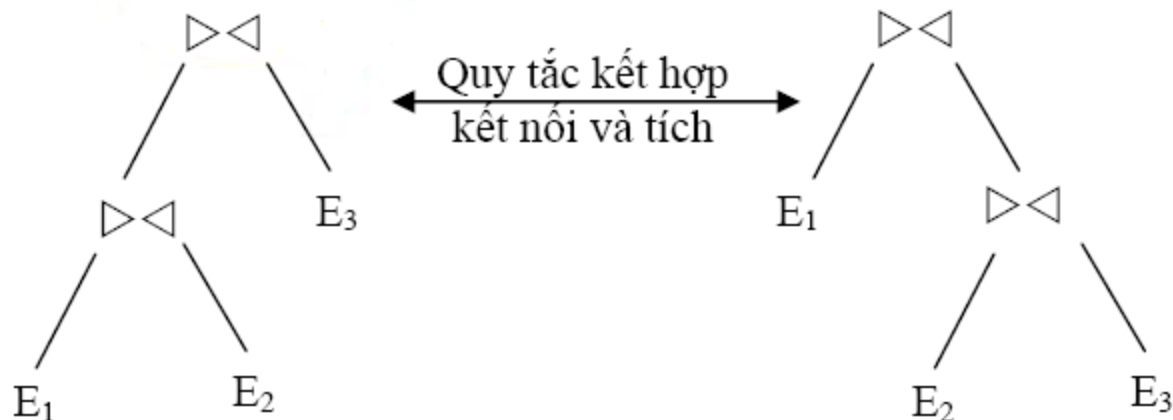 ▷◁ ▷◁
Quy tắc kết hợp
kết nối và tích
E₃ E₁
▷◁ ▷◁
E₁ E₂ E₂ E₃